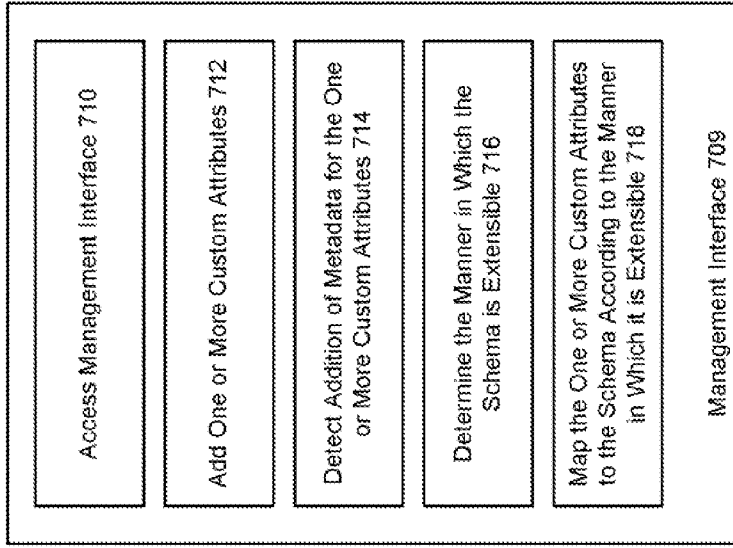 Access Management Interface 710
Add One or More Custom Attributes 712
Detect Addition of Metadata for the One
or More Custom Attributes 714
Determine the Manner in Which the
Schema is Extensible 716
Map the One or More Custom Attributes
to the Schema According to the Manner
in Which it is Extensible 718
Management Interface 709